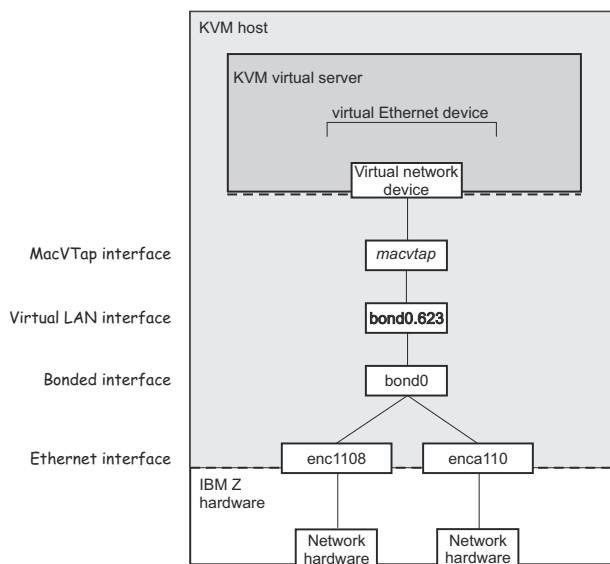 KVM host
KVM virtual server
virtual Ethernet device
Virtual network
device
MacVTap interface
macvtap
Virtual LAN interface
bond0.623
Bonded interface
bond0
Ethernet interface
enc1108
enca110
IBM Z
hardware
Network
hardware
Network
hardware